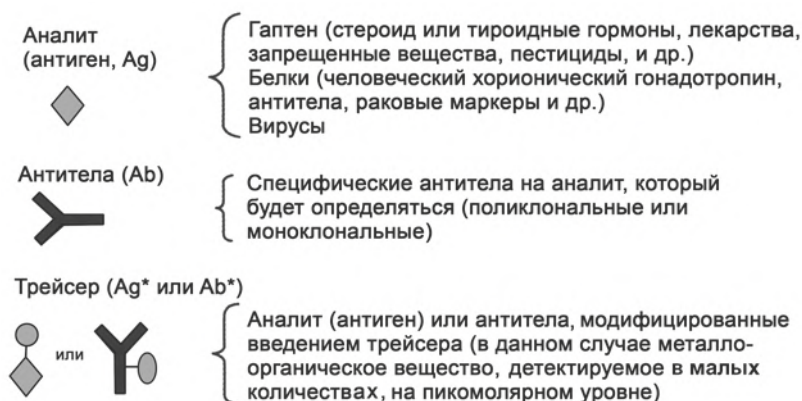 Аналит
(антиген, Ag)
Гаптен (стероид или тироидные гормоны, лекарства,
запрещенные вещества, пестициды, и др.)
Белки (человеческий хорионический гонадотропин,
антитела, раковые маркеры и др.)
Вирусы
Антитела (Ab)
Специфические антитела на аналит, который
будет определяться (поликлональные или
моноклональные)
Трейсер (Ag* или Ab*)
или
Аналит (антиген) или антитела, модифицированные
введением трейсера (в данном случае металло-
органическое вещество, детектируемое в малых
количествах, на пикомолярном уровне)